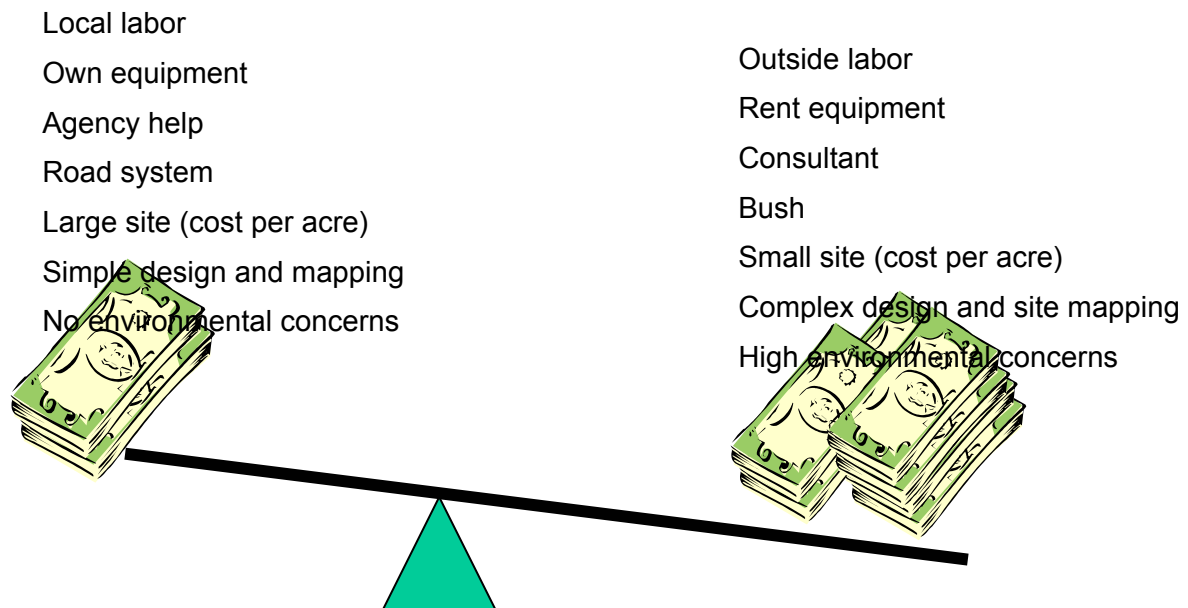 Local labor
Own equipment
Agency help
Road system
Large site (cost per acre)
Simple design and mapping
No environmental concerns
Outside labor
Rent equipment
Consultant
Bush
Small site (cost per acre)
Complex design and site mapping
High environmental concerns